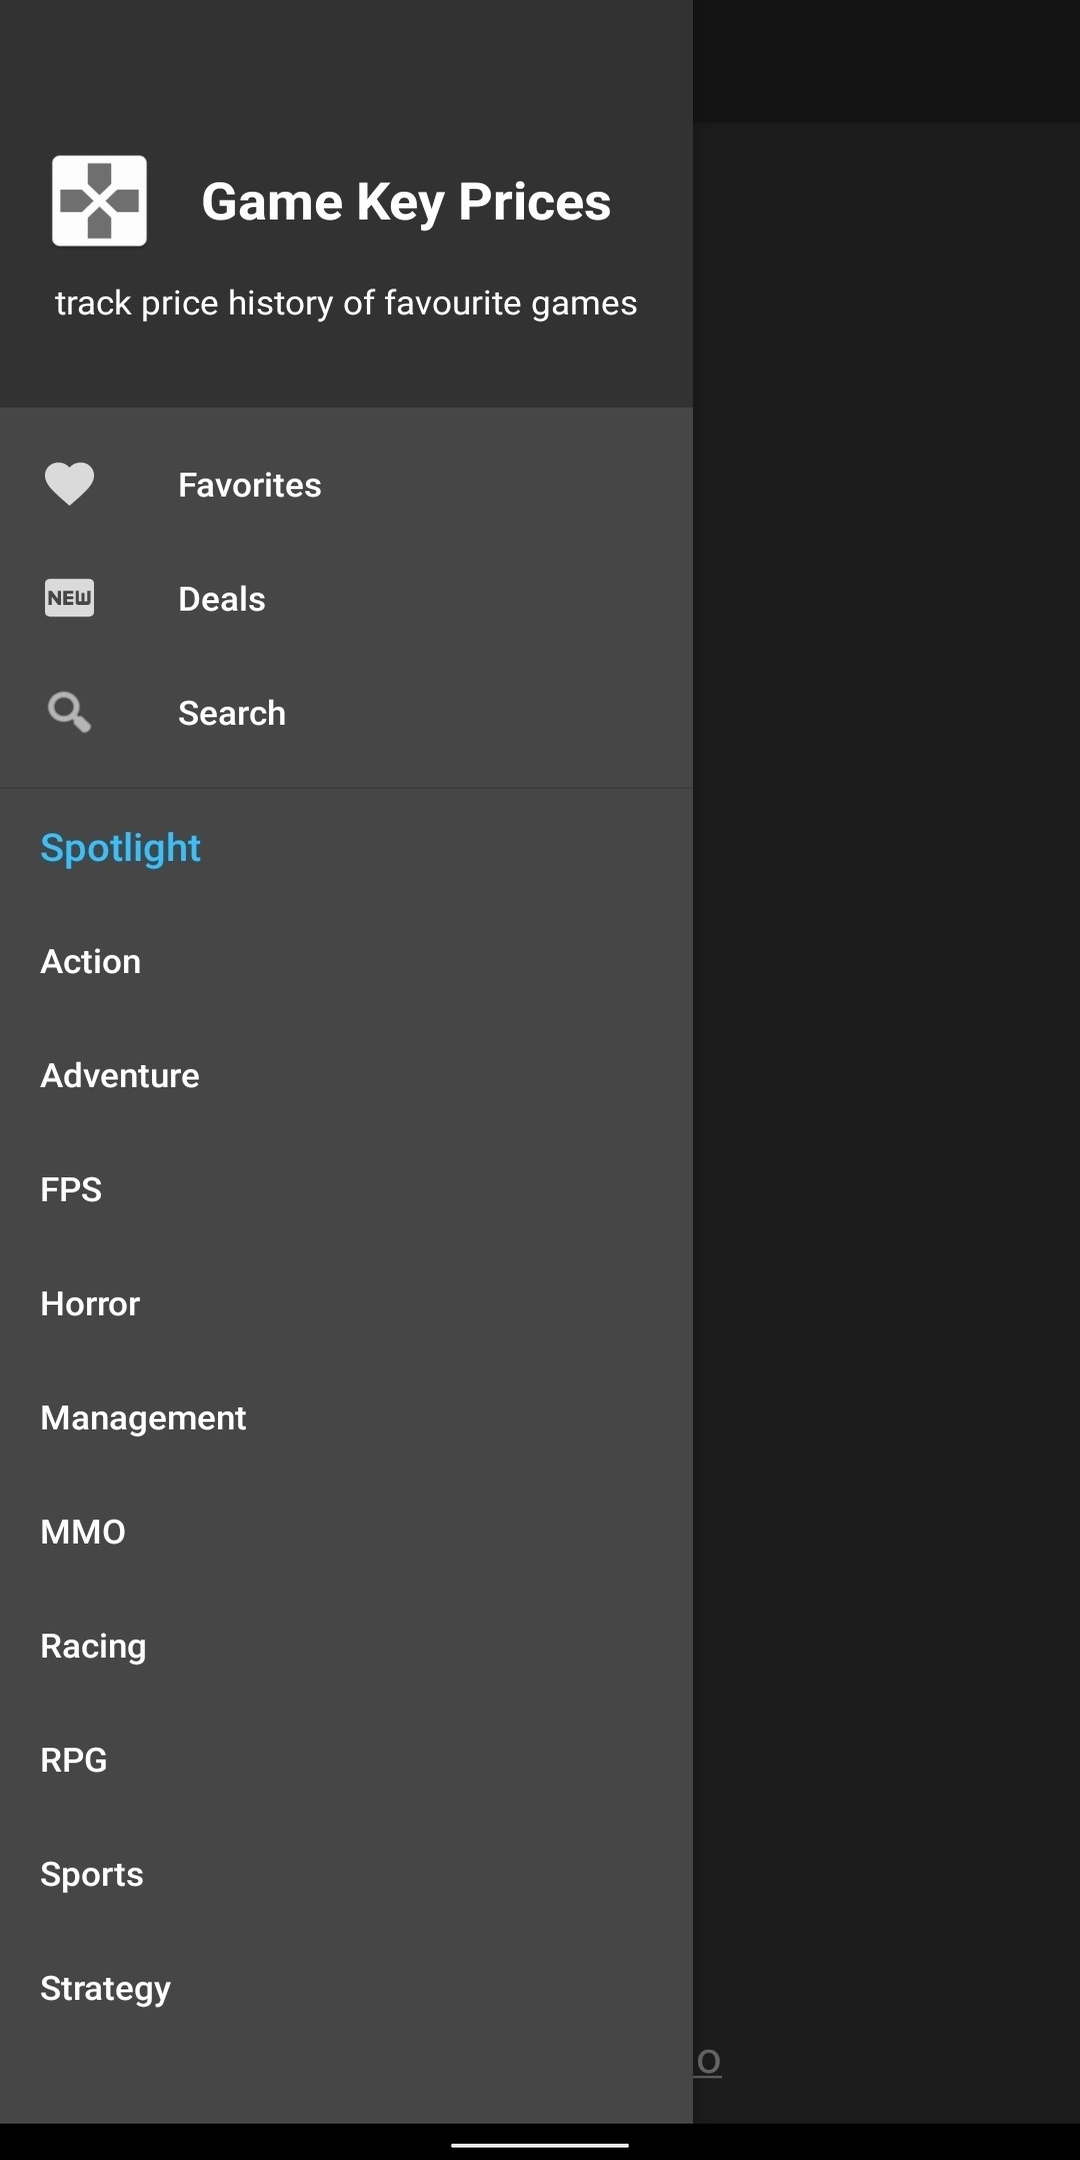 Game Key Prices
track price history of favourite games
Favorites
NEW
Deals
Search
Spotlight
Action
Adventure
FPS
Horror
Management
MMO
Racing
RPG
Sports
Strategy